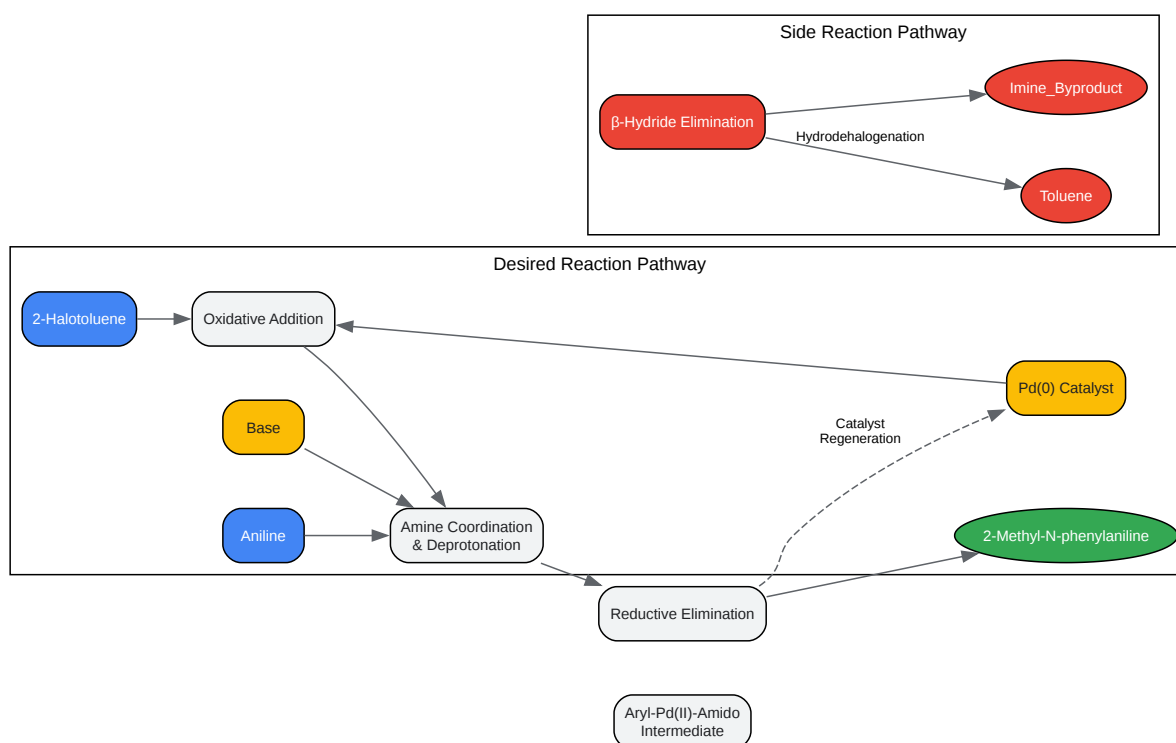 Side Reaction Pathway
Imine_Byproduct
β-Hydride Elimination
Hydrodehalogenation
Toluene
Desired Reaction Pathway
2-Halotoluene
Oxidative Addition
Pd(0) Catalyst
Base
Catalyst
Regeneration
Aniline
Amine Coordination
& Deprotonation
2-Methyl-N-phenylaniline
Reductive Elimination
Aryl-Pd(II)-Amido
Intermediate